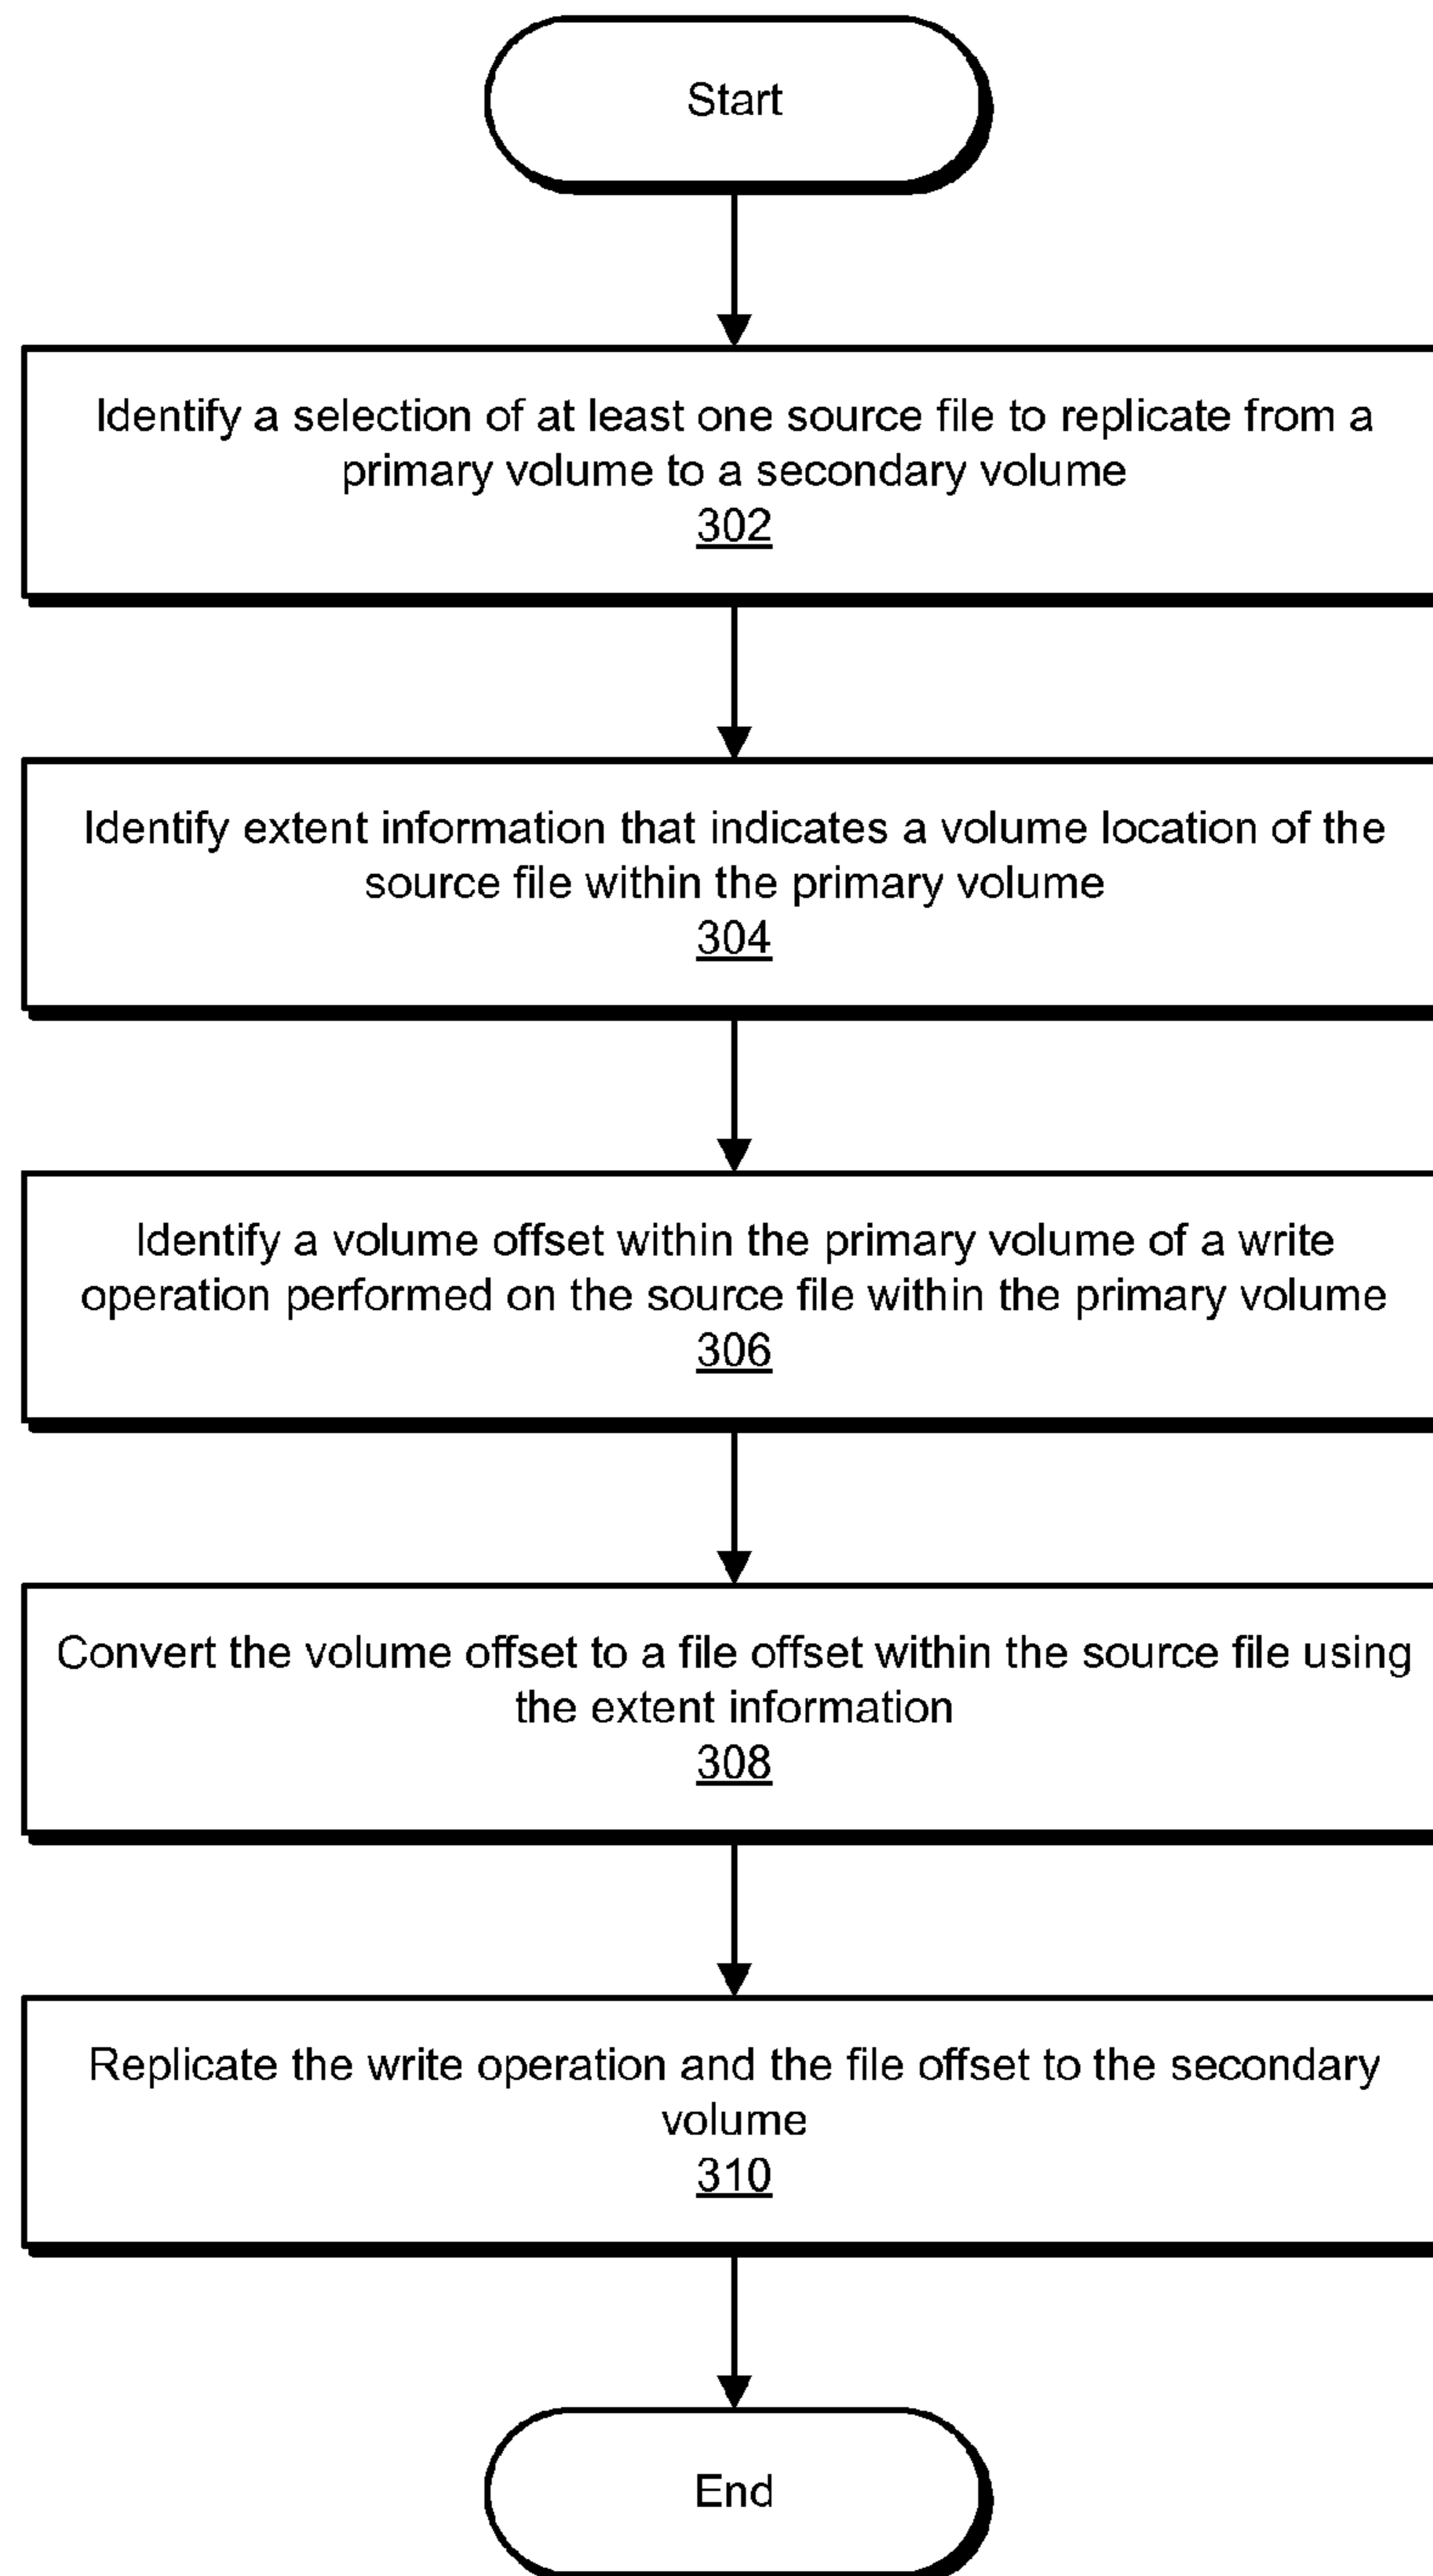 Start
Identify a selection of at least one source file to replicate from a
primary volume to a secondary volume
302
Identify extent information that indicates a volume location of the
source file within the primary volume
304
Identify a volume offset within the primary volume of a write
operation performed on the source file within the primary volume
306
Convert the volume offset to a file offset within the source file using
the extent information
308
Replicate the write operation and the file offset to the secondary
volume
310
End